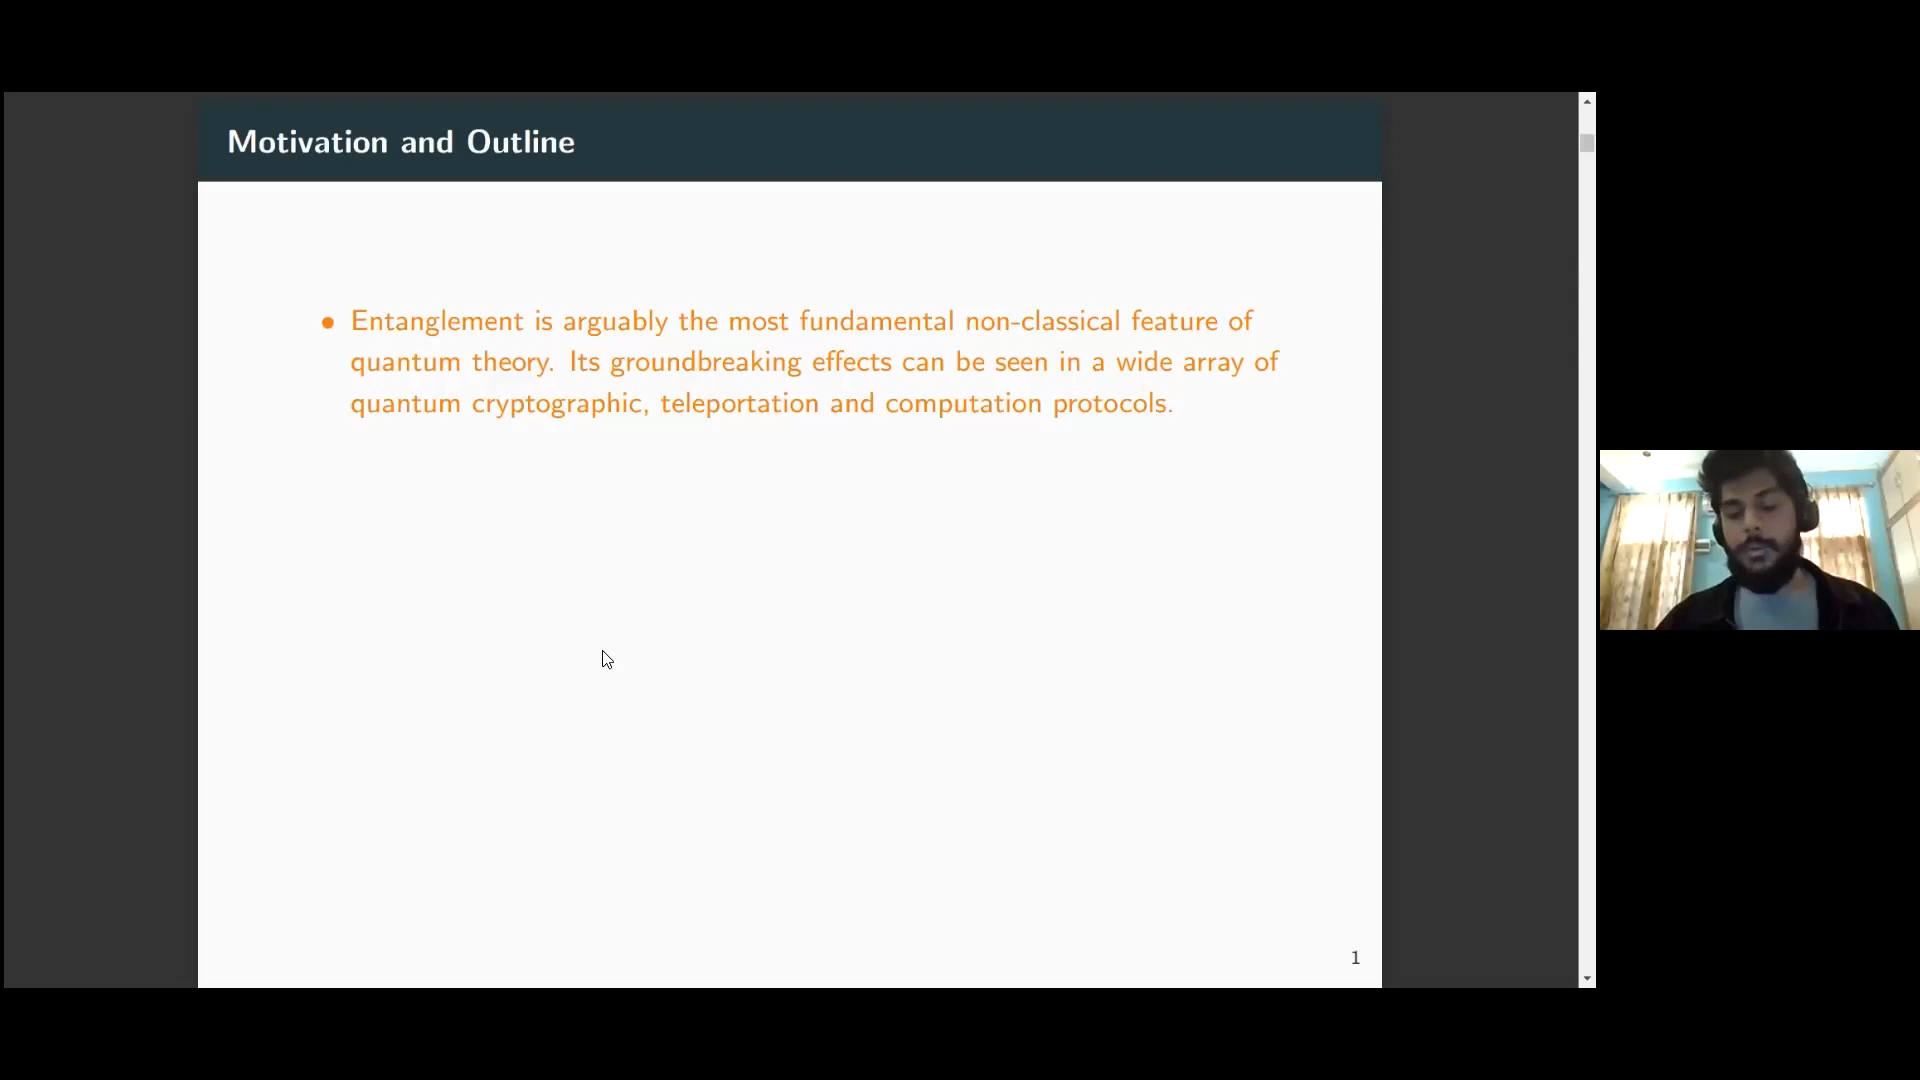 Motivation and Outline
• Entanglement is arguably the most fundamental non-classical feature of
quantum theory. Its groundbreaking effects can be seen in a wide array of
quantum cryptographic, teleportation and computation protocols.
1